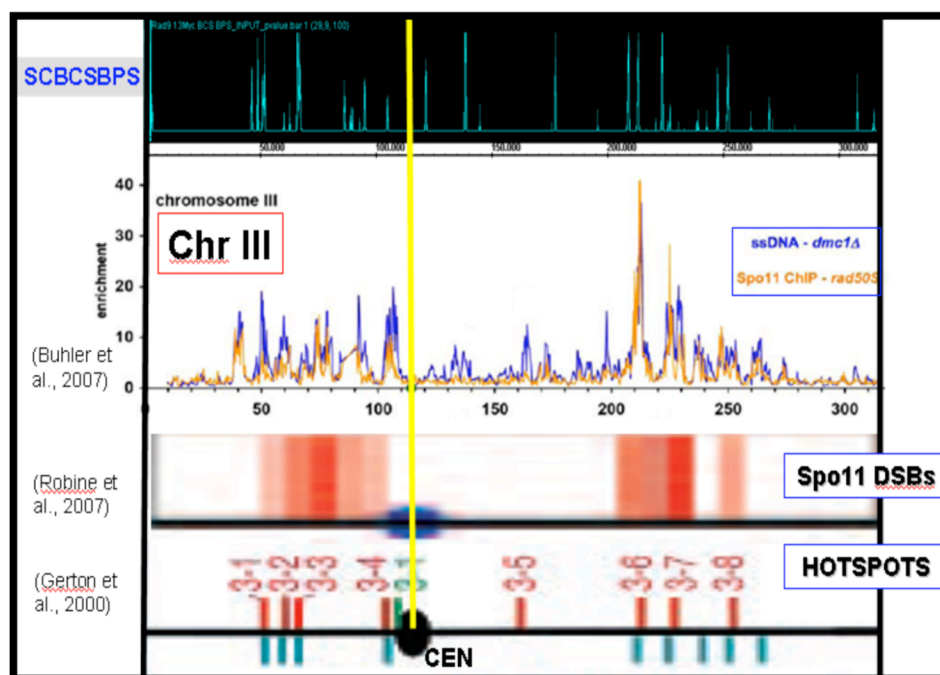 Rad9 13Myc BCS BPS_INPUT_pvalue.bar 1 (29,9, 100)
SCBCSBPS
50.000 100.000 150.000 200.000 250.000 300.000
40
chromosome III
Chr III
30
ssDNA - dmc1Δ
Spo11 ChIP - rad50S
enrichment
20
10
(Buhler et
al., 2007)
0
0 50 100 150 200 250 300
Spo11 DSBs
(Robine et
al., 2007)
HOTSPOTS
(Gerton et
al., 2000)
3-1 3-2 3-3 3-4 3-5 3-6 3-7 3-8
CEN